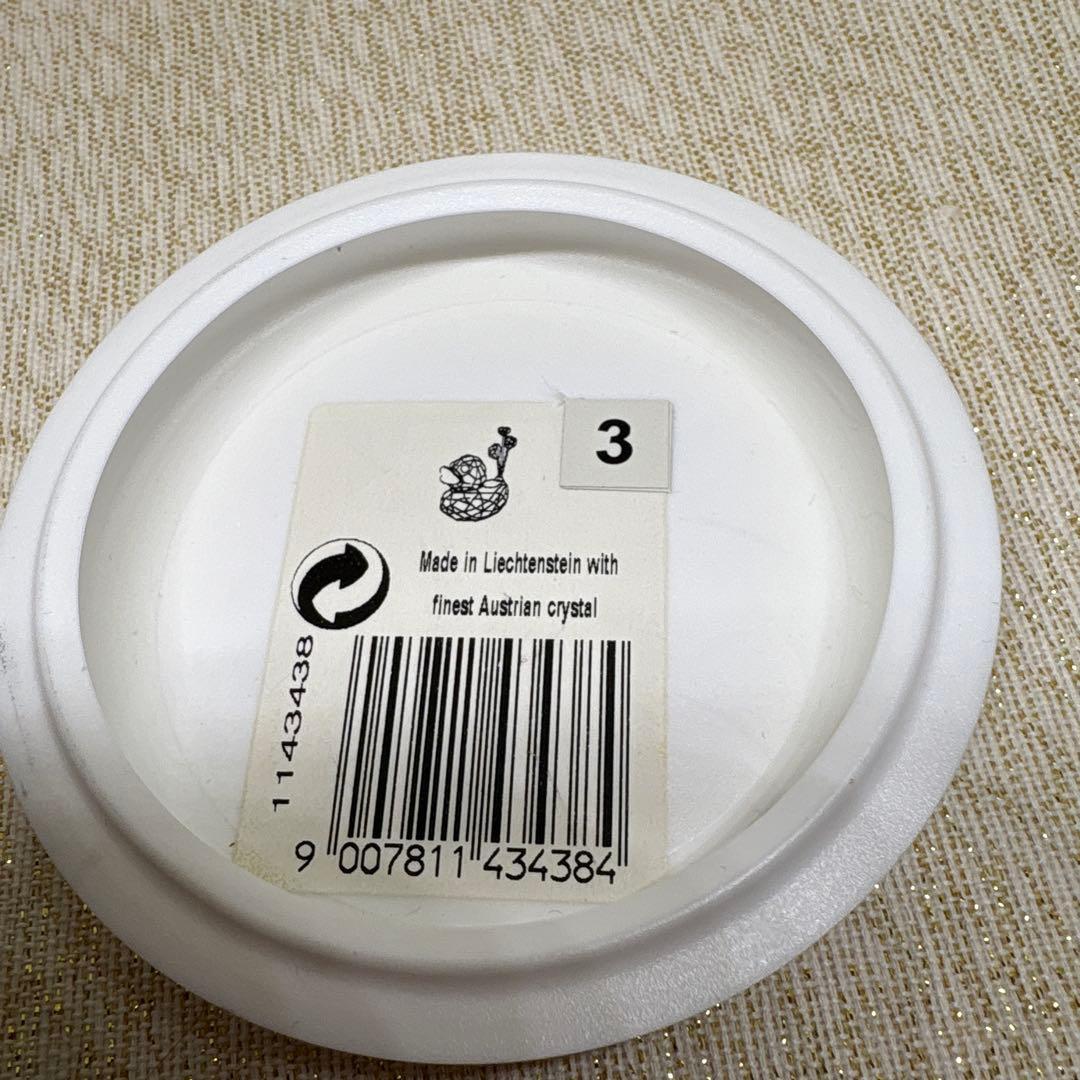 3
Made in Liechtenstein with
finest Austrian crystal
1143438
9 007811 434384